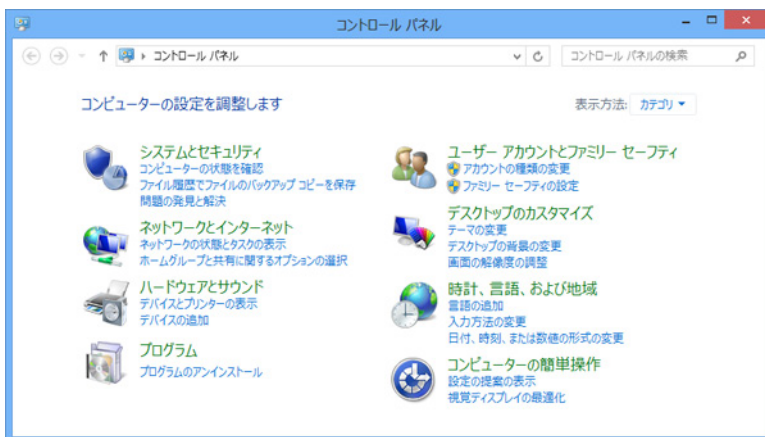 コントロール パネル
コントロール パネル
コントロール パネルの検索
コンピューターの設定を調整します
表示方法: カテゴリ
システムとセキュリティ
コンピューターの状態を確認
ファイル履歴でファイルのバックアップ コピーを保存
問題の発見と解決
ネットワークとインターネット
ネットワークの状態とタスクの表示
ホームグループと共有に関するオプションの選択
ハードウェアとサウンド
デバイスとプリンターの表示
デバイスの追加
プログラム
プログラムのアンインストール
ユーザー アカウントとファミリー セーフティ
アカウントの種類の変更
ファミリー セーフティの設定
デスクトップのカスタマイズ
テーマの変更
デスクトップの背景の変更
画面の解像度の調整
時計、言語、および地域
言語の追加
入力方法の変更
日付、時刻、または数値の形式の変更
コンピューターの簡単操作
設定の提案の表示
視覚ディスプレイの最適化